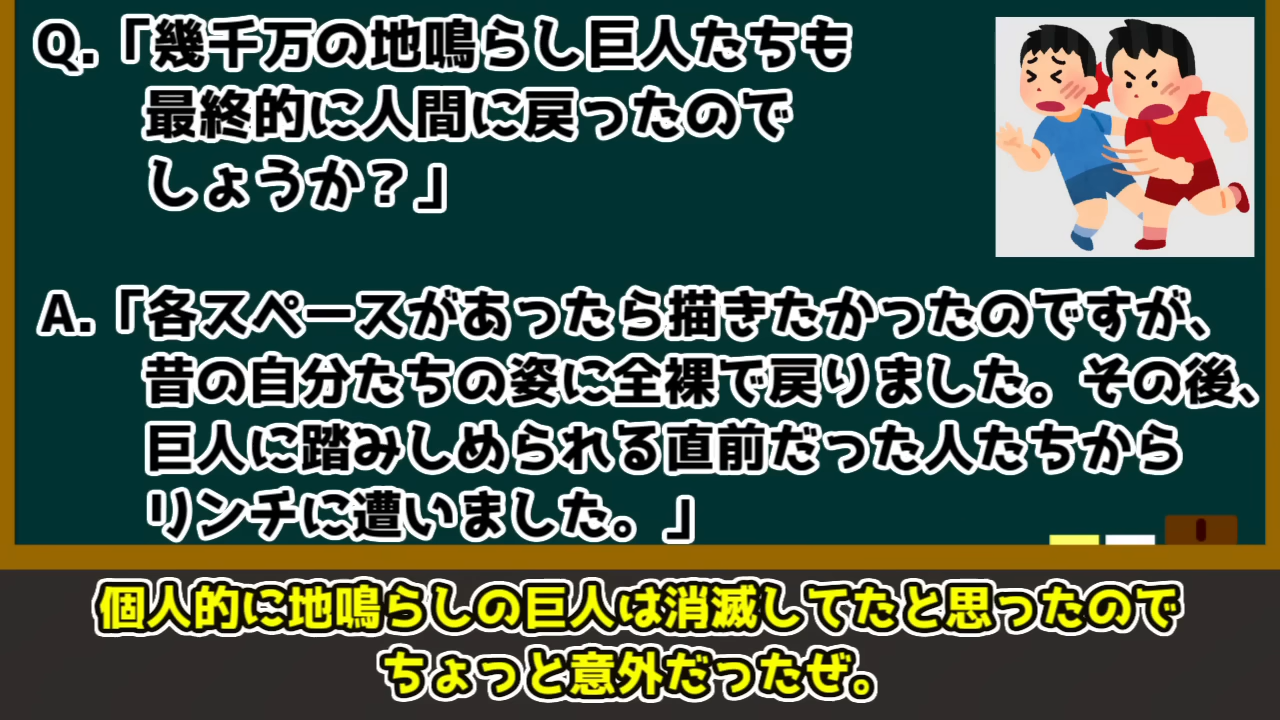 Q.「幾千万の地鳴らし巨人たちも
最終的に人間に戻ったので
しょうか？」
A.「各スペースがあったら描きたかったのですが、
昔の自分たちの姿に全裸で戻りました。その後、
巨人に踏みしめられる直前だった人たちから
リンチに遭いました。」
個人的に地鳴らしの巨人は消滅してたと思ったので
ちょっと意外だったぜ。